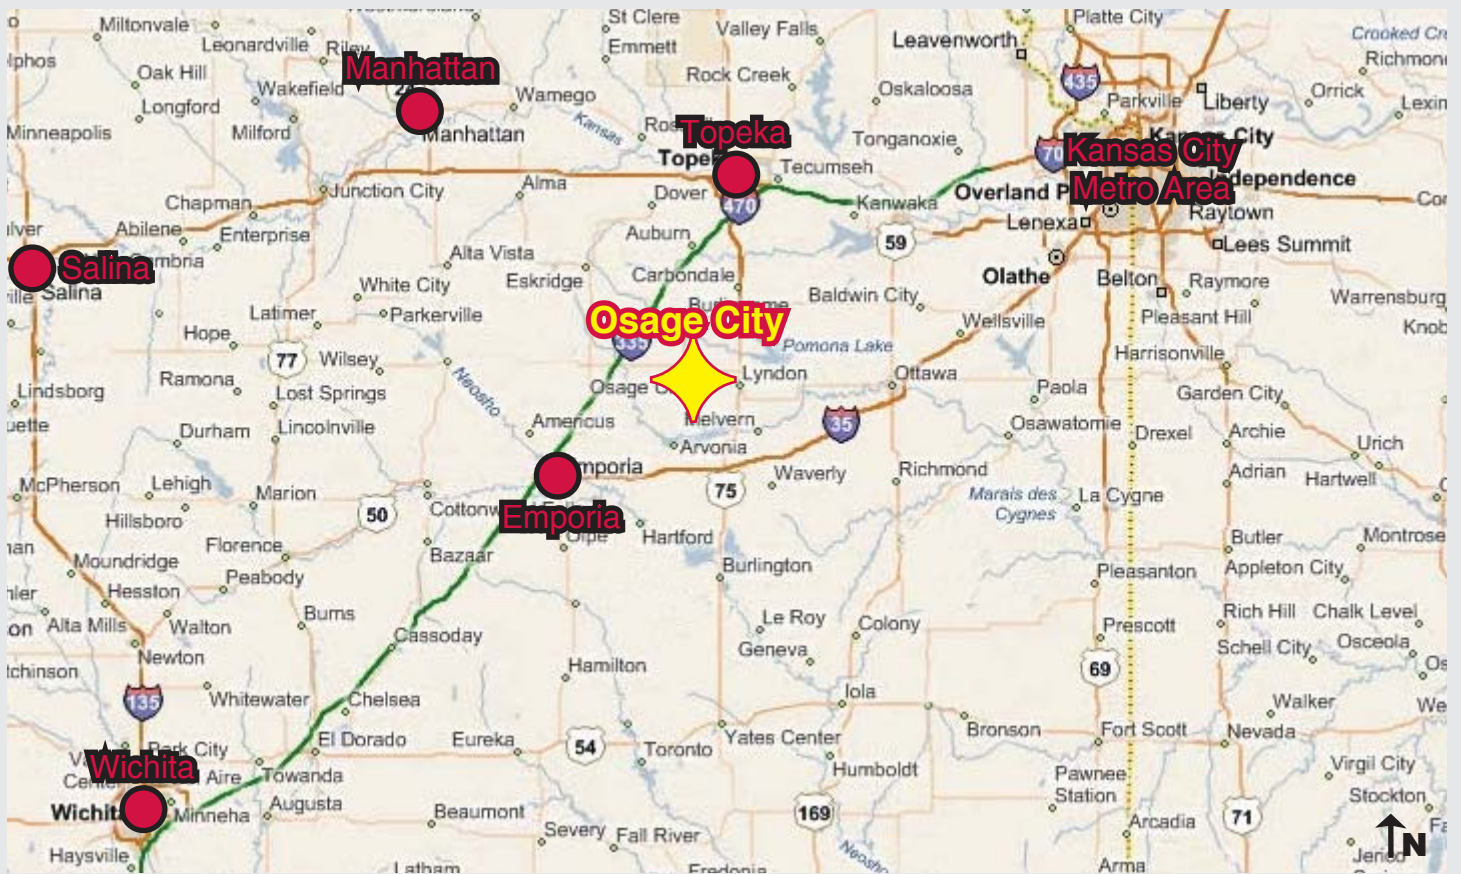 Miltonvale
St Clere
Platte City
Valley Falls
Leavenworth
Crooked
Leonardville
Riley
Emmett
Richmon
lphos
Manhattan
Oak Hill
Rock Creek
435
Wakefield
Wamego
Oskaloosa
Orrick
Longford
Parkville
Liberty
Lexin
Minneapolis
Milford
Manhattan
Kansas
Topeka
Tonganoxie
Kansas City
70
Kansas City
Metro Area
Tecumseh
Junction City
Alma
Dover
Independence
Overland P
Chapman
470
Kanwaka
Raytown
Lenexa
Abilene
Enterprise
Auburn
59
Lees Summit
Alta Vista
Salina
Salina
Eskridge
Carbondale
Olathe
Belton
Raymore
White City
Baldwin City
Warrensburg
Latimer
Parkerville
Osage City
Wellsville
Pleasant Hill
Knob
Hope
335
Pomona Lake
77
Wilsey
Harrisonville
Ramona
Neosho
Lyndon
Ottawa
Lindsborg
Lost Springs
Paola
Garden City
Americus
Melvern
35
Osawatomie
Durham
Lincolnville
Arvonia
Drexel
Archie
Urich
McPherson
Lehigh
Marion
Waverly
Richmond
Adrian
Hartwell
75
Marais des
Cygnes
La Cygne
Hillsboro
50
Emporia
Hartford
Olpe
Florence
Bazaar
Butler
Montrose
Moundridge
Peabody
Burlington
Pleasanton
Appleton City
Hesston
Burns
Le Roy
Rich Hill
Chalk Level
Alta Mills
Walton
Cassoday
Colony
Prescott
Newton
Geneva
Schell City
Osceola
Hamilton
69
135
Whitewater
Chelsea
Iola
Walker
Park City
El Dorado
Eureka
54
Toronto
Yates Center
Bronson
Fort Scott
Nevada
Wichita
Aire
Towanda
Humboldt
Pawnee
Station
Virgil City
Stockton
Wichita
Minneha
Augusta
Beaumont
169
71
Severy
Fall River
Arcadia
N
Haysville
Neosho
Latham
Fredonia
Arma